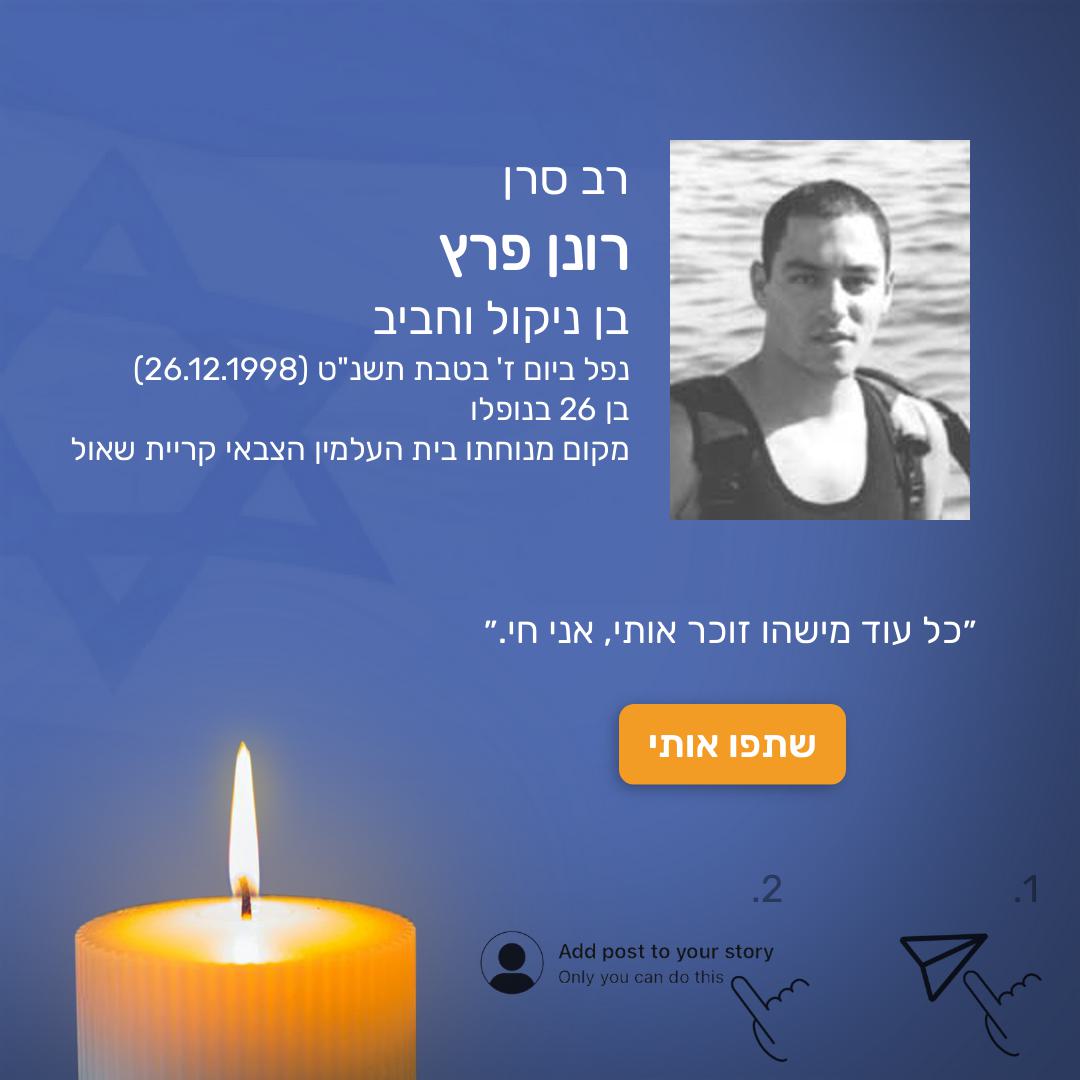 רב סרן
רונן פרץ
בן ניקול וחביב
נפל ביום ז' בטבת תשנ"ט (26.12.1998)
בן 26 בנופלו
מקום מנוחתו בית העלמין הצבאי קריית שאול
״כל עוד מישהו זוכר אותי, אני חי.״
שתפו אותי
.1
.2
Add post to your story
Only you can do this